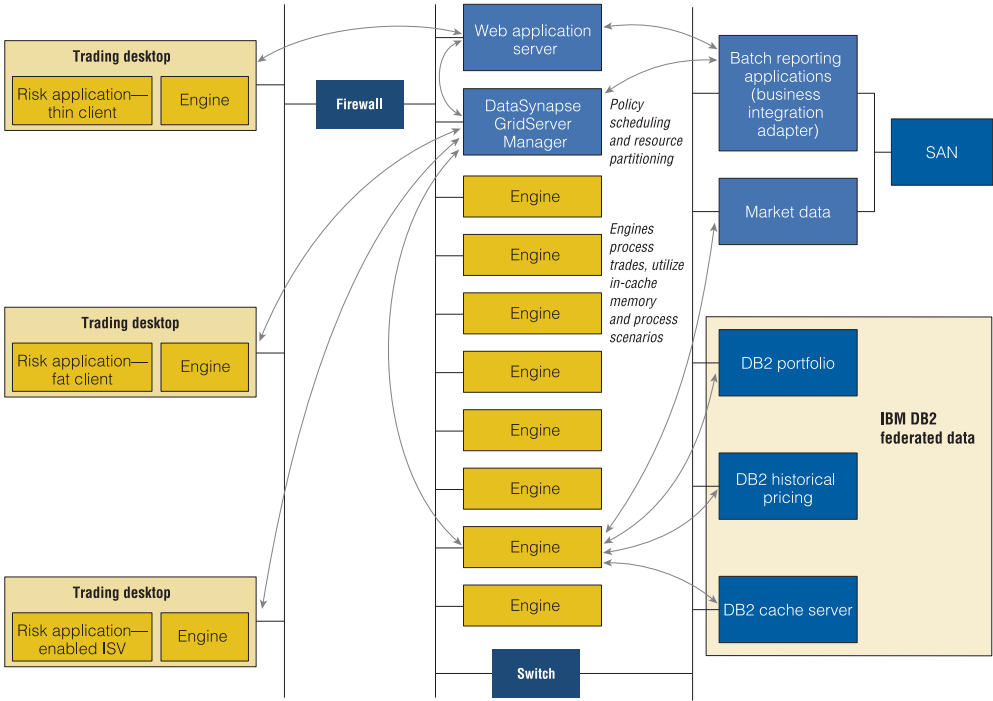 Trading desktop
Risk application—
thin client
Engine
Firewall
Web application
server
DataSynapse
GridServer
Manager
Policy
scheduling
and resource
partitioning
Batch reporting
applications
(business
integration
adapter)
SAN
Market data
Engine
Engine
Engine
Engine
Engine
Engine
Engine
Engine
Engines
process
trades, utilize
in-cache
memory
and process
scenarios
Trading desktop
Risk application—
fat client
Engine
DB2 portfolio
IBM DB2
federated data
DB2 historical
pricing
DB2 cache server
Trading desktop
Risk application—
enabled ISV
Engine
Switch